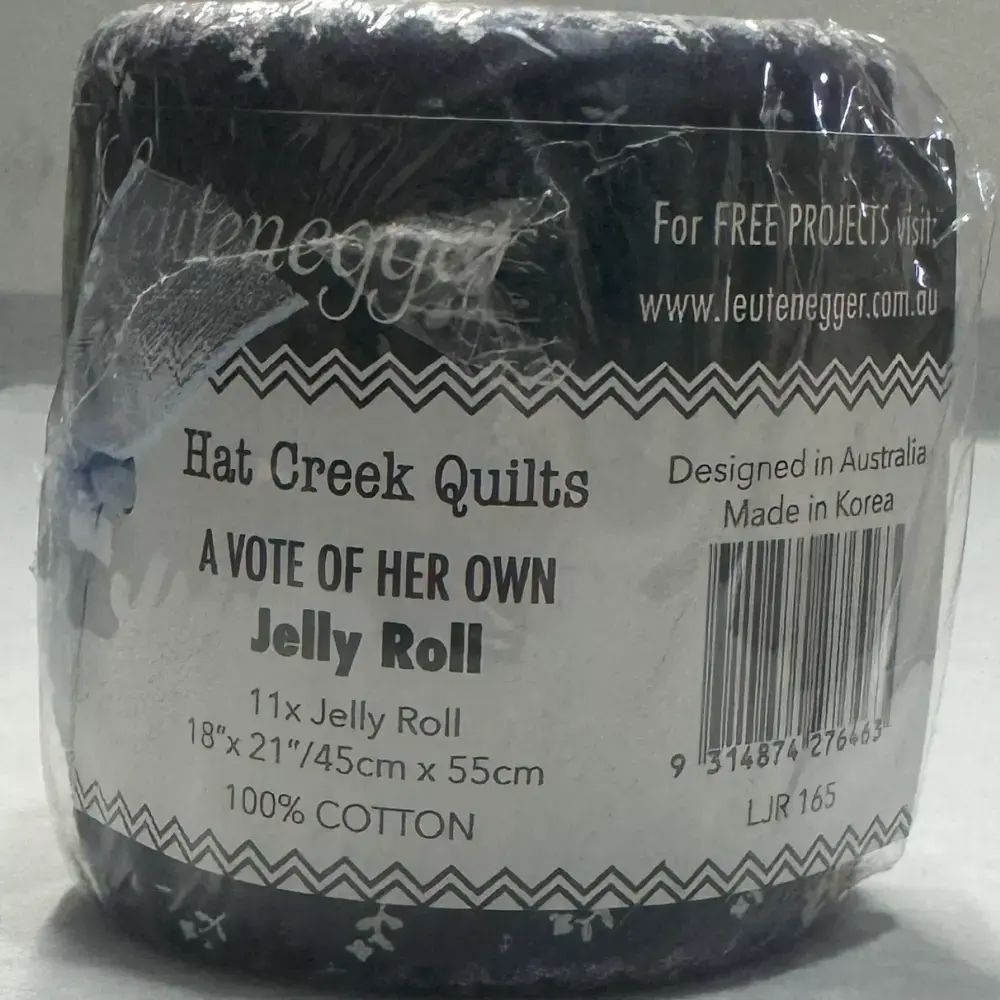 Leutenegger
For FREE PROJECTS visit:
www.leutenegger.com.au
Hat Creek Quilts
A VOTE OF HER OWN
Jelly Roll
11x Jelly Roll
18"x 21"/45cm x 55cm
100% COTTON
Designed in Australia
Made in Korea
9 314874 276463
LJR 165